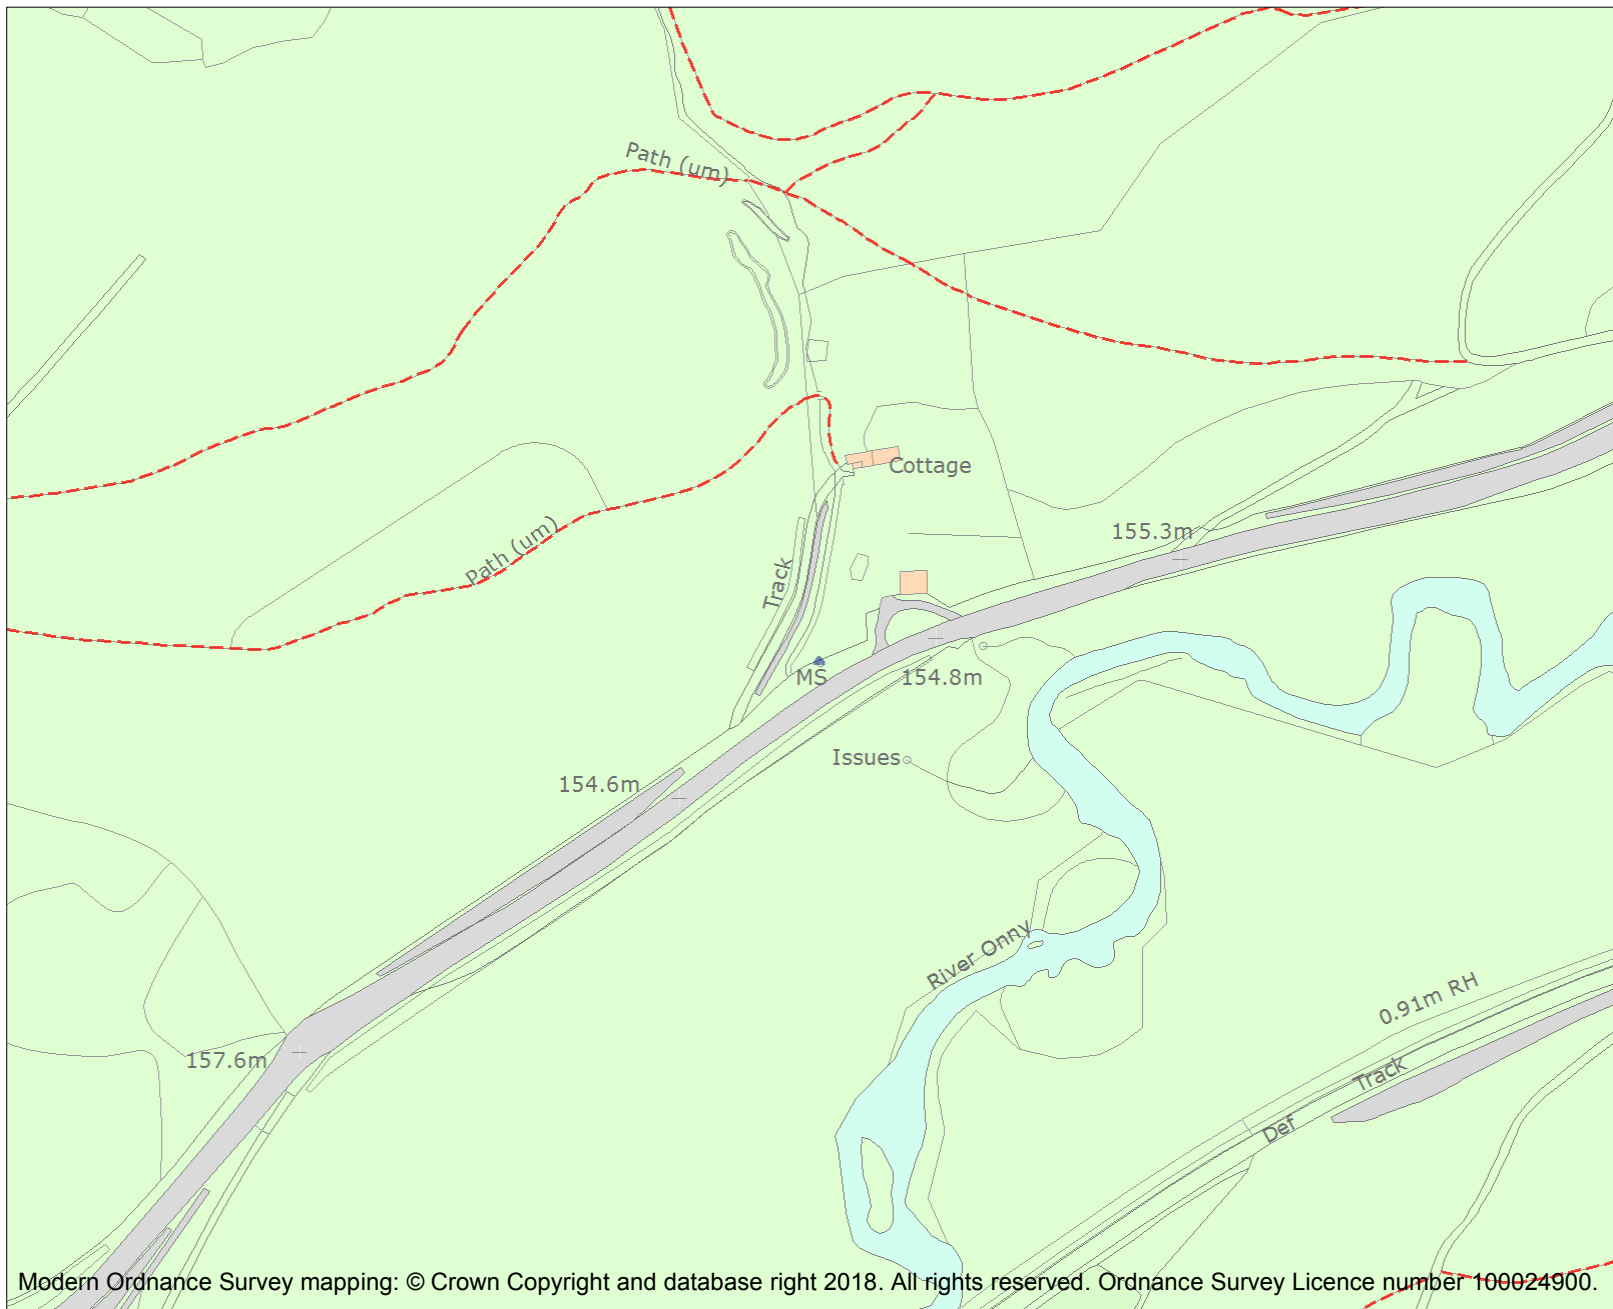 Path (um)
Cottage
155.3m
Path (um)
Track
MS
154.8m
Issues
154.6m
River Onny
0.91m RH
157.6m
Track
Def
Modern Ordnance Survey mapping: © Crown Copyright and database right 2018. All rights reserved. Ordnance Survey Licence number 100024900.